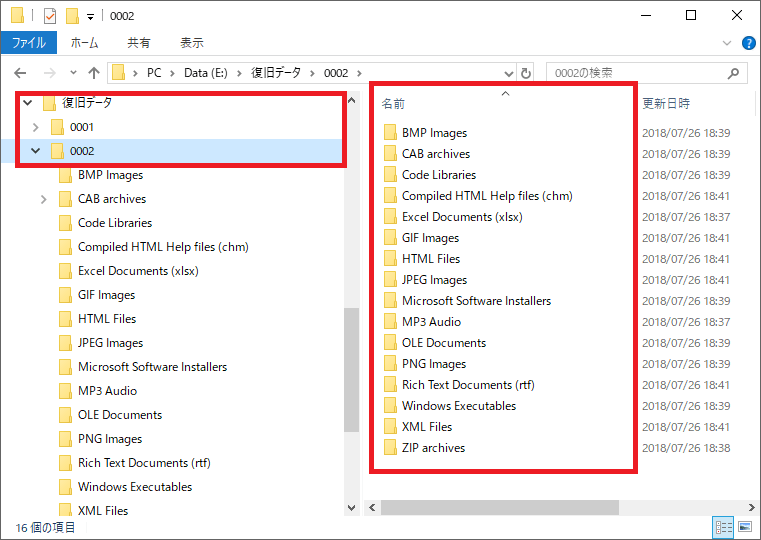 0002
ファイル ホーム 共有 表示
PC Data (E:) 復旧データ 0002 0002の検索
復旧データ
0001
0002
BMP Images
CAB archives
Code Libraries
Compiled HTML Help files (chm)
Excel Documents (xlsx)
GIF Images
HTML Files
JPEG Images
Microsoft Software Installers
MP3 Audio
OLE Documents
PNG Images
Rich Text Documents (rtf)
Windows Executables
XML Files
名前 更新日時
BMP Images 2018/07/26 18:39
CAB archives 2018/07/26 18:39
Code Libraries 2018/07/26 18:39
Compiled HTML Help files (chm) 2018/07/26 18:41
Excel Documents (xlsx) 2018/07/26 18:37
GIF Images 2018/07/26 18:41
HTML Files 2018/07/26 18:41
JPEG Images 2018/07/26 18:41
Microsoft Software Installers 2018/07/26 18:39
MP3 Audio 2018/07/26 18:37
OLE Documents 2018/07/26 18:39
PNG Images 2018/07/26 18:39
Rich Text Documents (rtf) 2018/07/26 18:41
Windows Executables 2018/07/26 18:39
XML Files 2018/07/26 18:41
ZIP archives 2018/07/26 18:38
16 個の項目